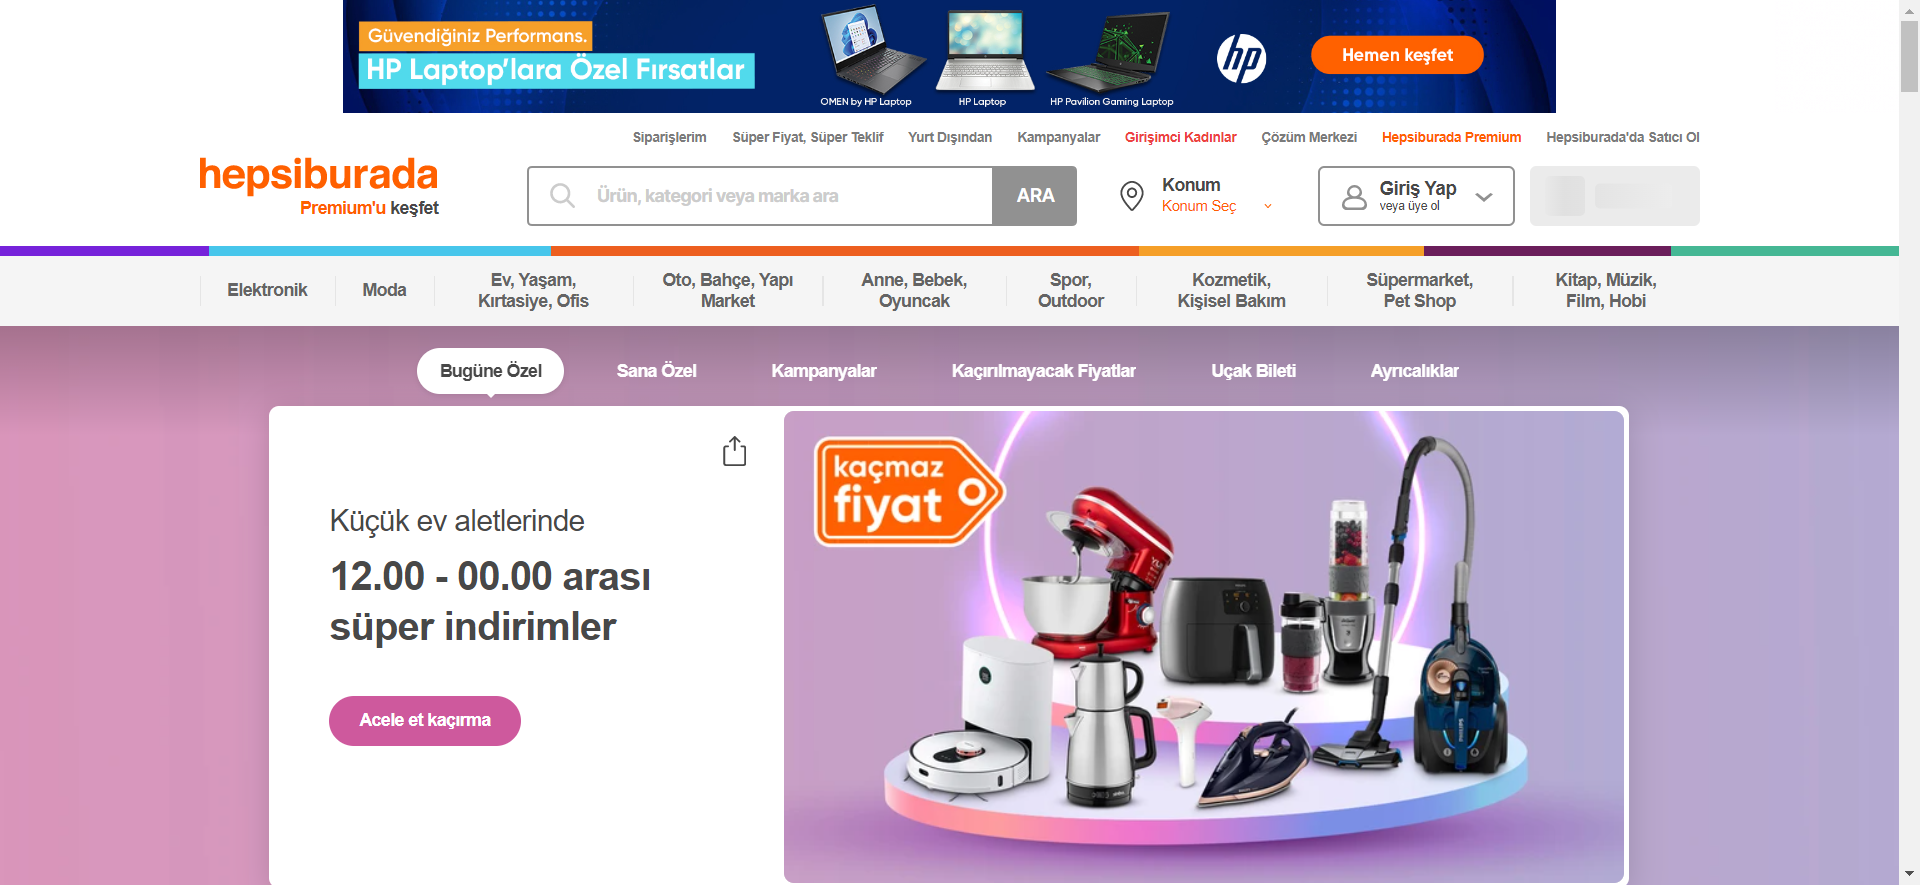 Güvendiğiniz Performans.
HP Laptop'lara Özel Fırsatlar
OMEN by HP Laptop
HP Laptop
HP Pavilion Gaming Laptop
hp
Hemen keşfet
Siparişlerim
Süper Fiyat, Süper Teklif
Yurt Dışından
Kampanyalar
Girişimci Kadınlar
Çözüm Merkezi
Hepsiburada Premium
Hepsiburada'da Satıcı Ol
hepsiburada
Premium'u keşfet
Ürün, kategori veya marka ara
ARA
Konum
Konum Seç
Giriş Yap
veya üye ol
Elektronik
Moda
Ev, Yaşam,
Kırtasiye, Ofis
Oto, Bahçe, Yapı
Market
Anne, Bebek,
Oyuncak
Spor,
Outdoor
Kozmetik,
Kişisel Bakım
Süpermarket,
Pet Shop
Kitap, Müzik,
Film, Hobi
Bugüne Özel
Sana Özel
Kampanyalar
Kaçırılmayacak Fiyatlar
Uçak Bileti
Ayrıcalıklar
Küçük ev aletlerinde
12.00 - 00.00 arası
süper indirimler
Acele et kaçırma
kaçmaz
fiyat
PHILIPS